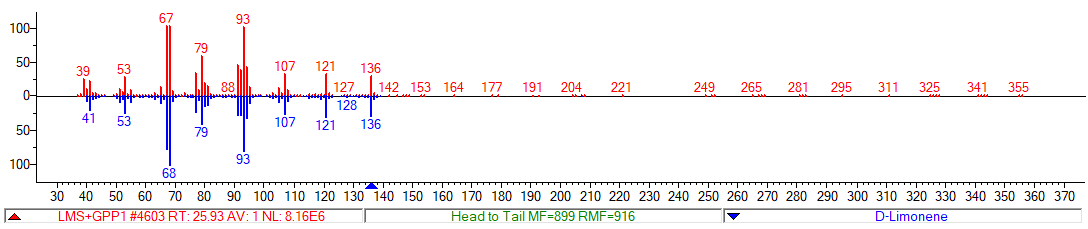 67 93
100
79
50
39 53 107 121 136
88 127 142 153 164 177 191 204 221 249 265 281 295 311 325 341 355
0
41 53 107 121 128 136
50
79
93
100
68
30 40 50 60 70 80 90 100 110 120 130 140 150 160 170 180 190 200 210 220 230 240 250 260 270 280 290 300 310 320 330 340 350 360 370
LMS+GPP1 #4603 RT: 25.93 AV: 1 NL: 8.16E6 Head to Tail MF=899 RMF=916 D-Limonene